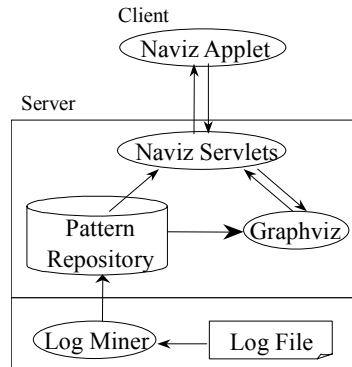 Client
Naviz Applet
Server
Naviz Servlets
Pattern
Repository
Graphviz
Log Miner
Log File